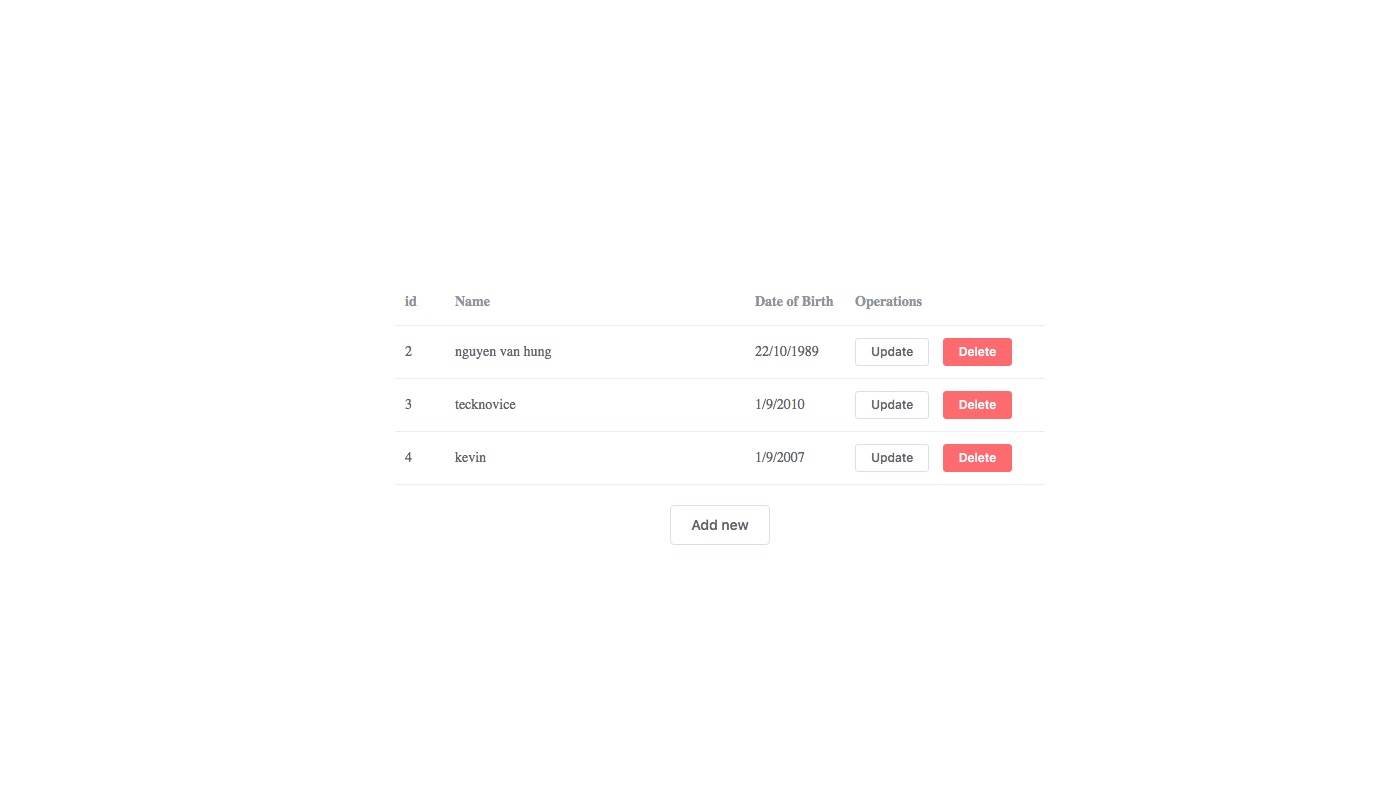 id Name Date of Birth Operations
2 nguyen van hung 22/10/1989 Update Delete
3 tecknovice 1/9/2010 Update Delete
4 kevin 1/9/2007 Update Delete
Add new